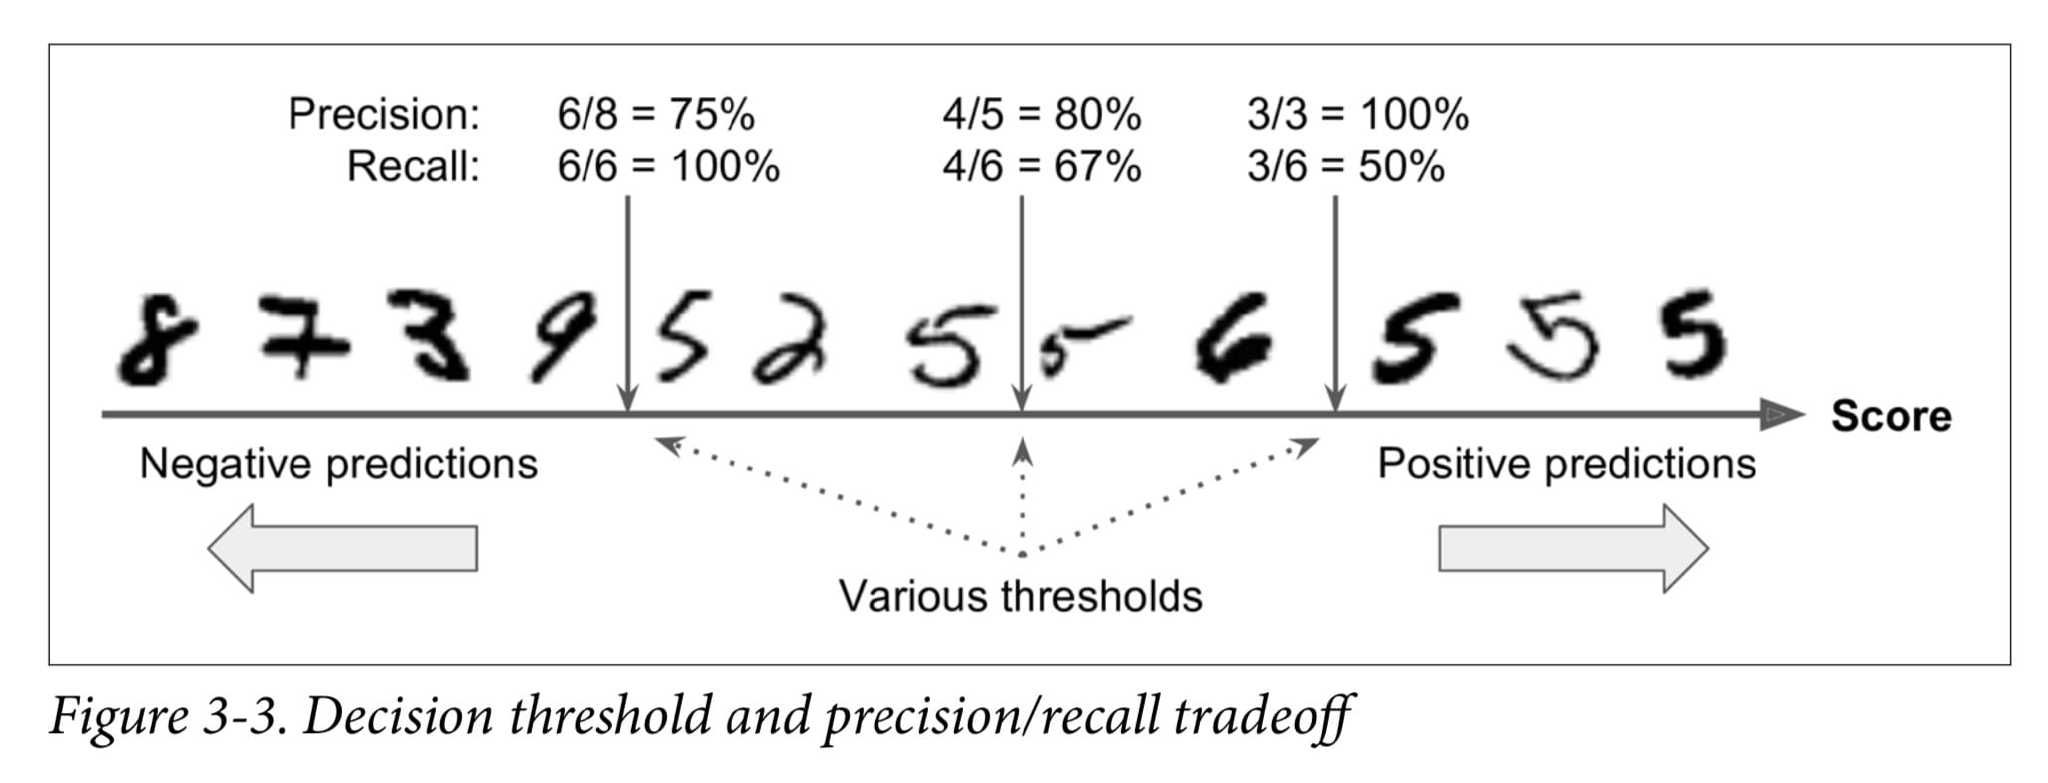 Precision: 6/8 = 75% 4/5 = 80% 3/3 = 100%
Recall: 6/6 = 100% 4/6 = 67% 3/6 = 50%
8 7 3 9 5 2 5 5 6 5 5 5
Score
Negative predictions Positive predictions
Various thresholds
Figure 3-3. Decision threshold and precision/recall tradeoff